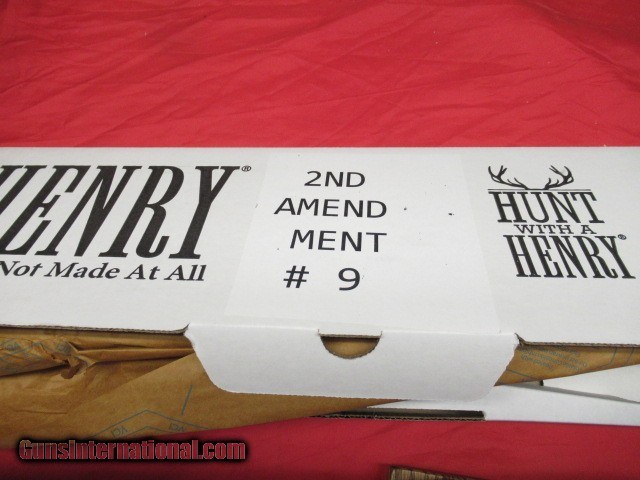 HENRY®
Not Made At All
2ND
AMEND
MENT
# 9
HUNT
WITH A
HENRY®
GunsInternational.com